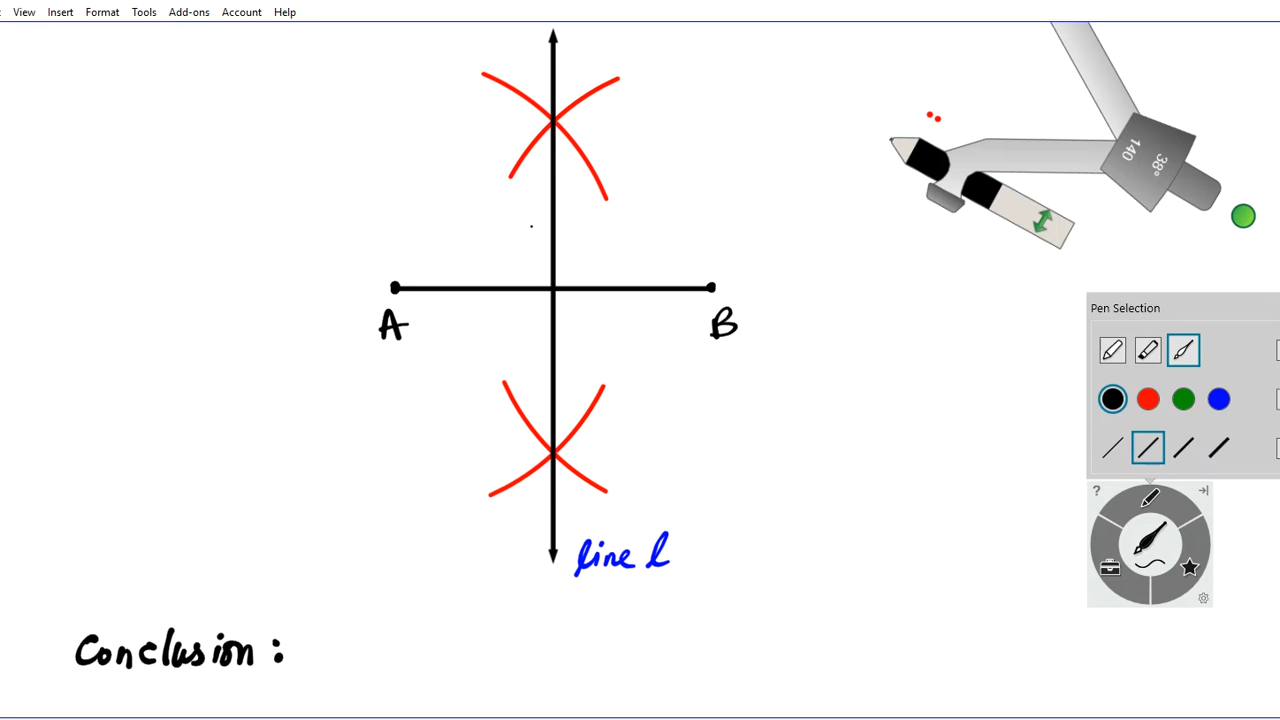 View Insert Format Tools Add-ons Account Help
140 38°
A B
Pen Selection
?
line l
Conclusion :